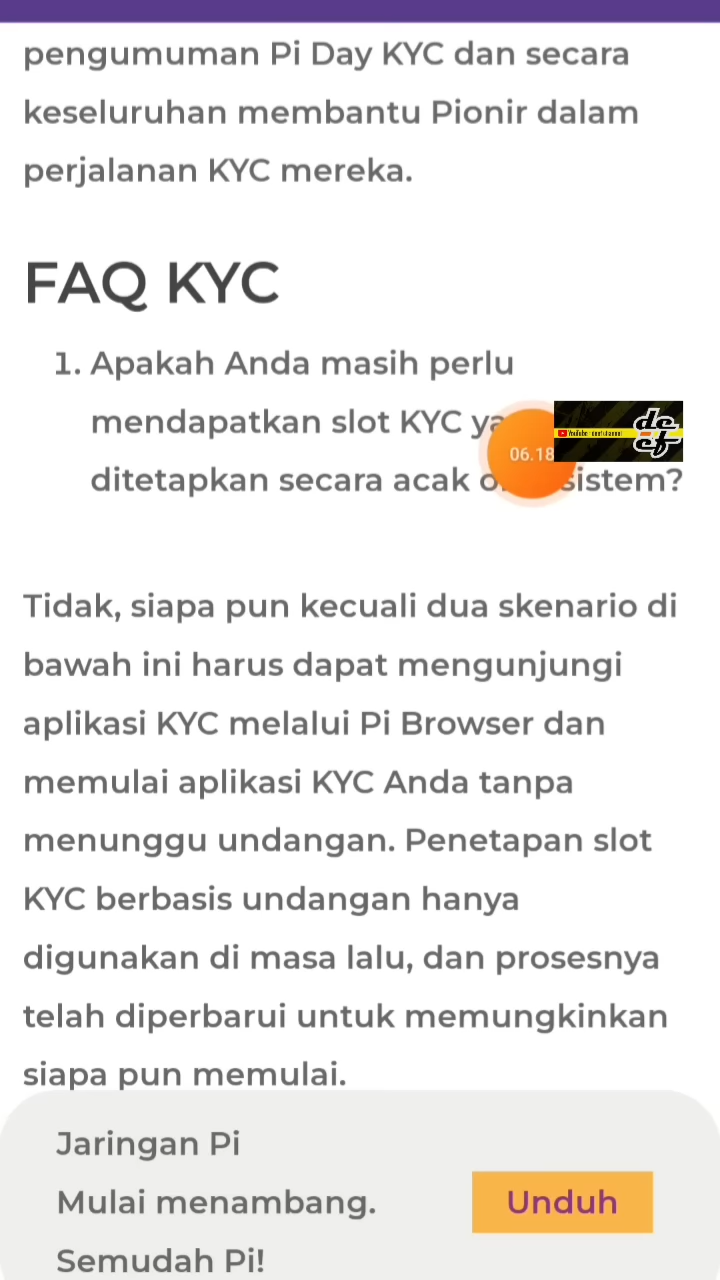 pengumuman Pi Day KYC dan secara
keseluruhan membantu Pionir dalam
perjalanan KYC mereka.
FAQ KYC
1. Apakah Anda masih perlu
mendapatkan slot KYC
06.18
de
ef
ditetapkan secara acak sistem?
Tidak, siapa pun kecuali dua skenario di
bawah ini harus dapat mengunjungi
aplikasi KYC melalui Pi Browser dan
memulai aplikasi KYC Anda tanpa
menunggu undangan. Penetapan slot
KYC berbasis undangan hanya
digunakan di masa lalu, dan prosesnya
telah diperbarui untuk memungkinkan
siapa pun memulai.
Jaringan Pi
Mulai menambang.
Semudah Pi!
Unduh